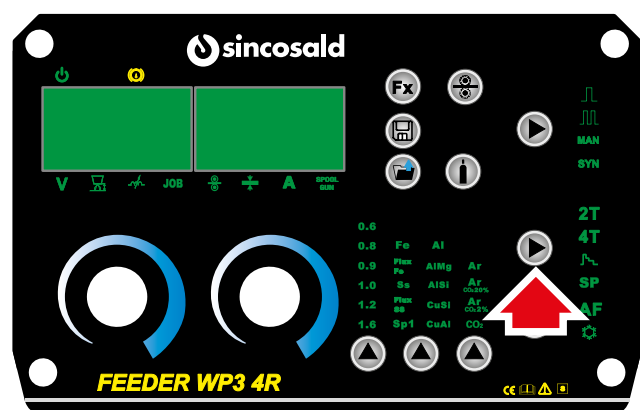 sincosald
Fx
V JOB A SPOOL GUN
MAN
SYN
2T
4T
SP
AF
0.6
0.8 Fe Al
0.9 Flux Fe AlMg Ar
1.0 Ss AlSi Ar CO₂20%
1.2 Flux SS CuSi Ar CO₂2%
1.6 Sp1 CuAl CO₂
FEEDER WP3 4R
CE